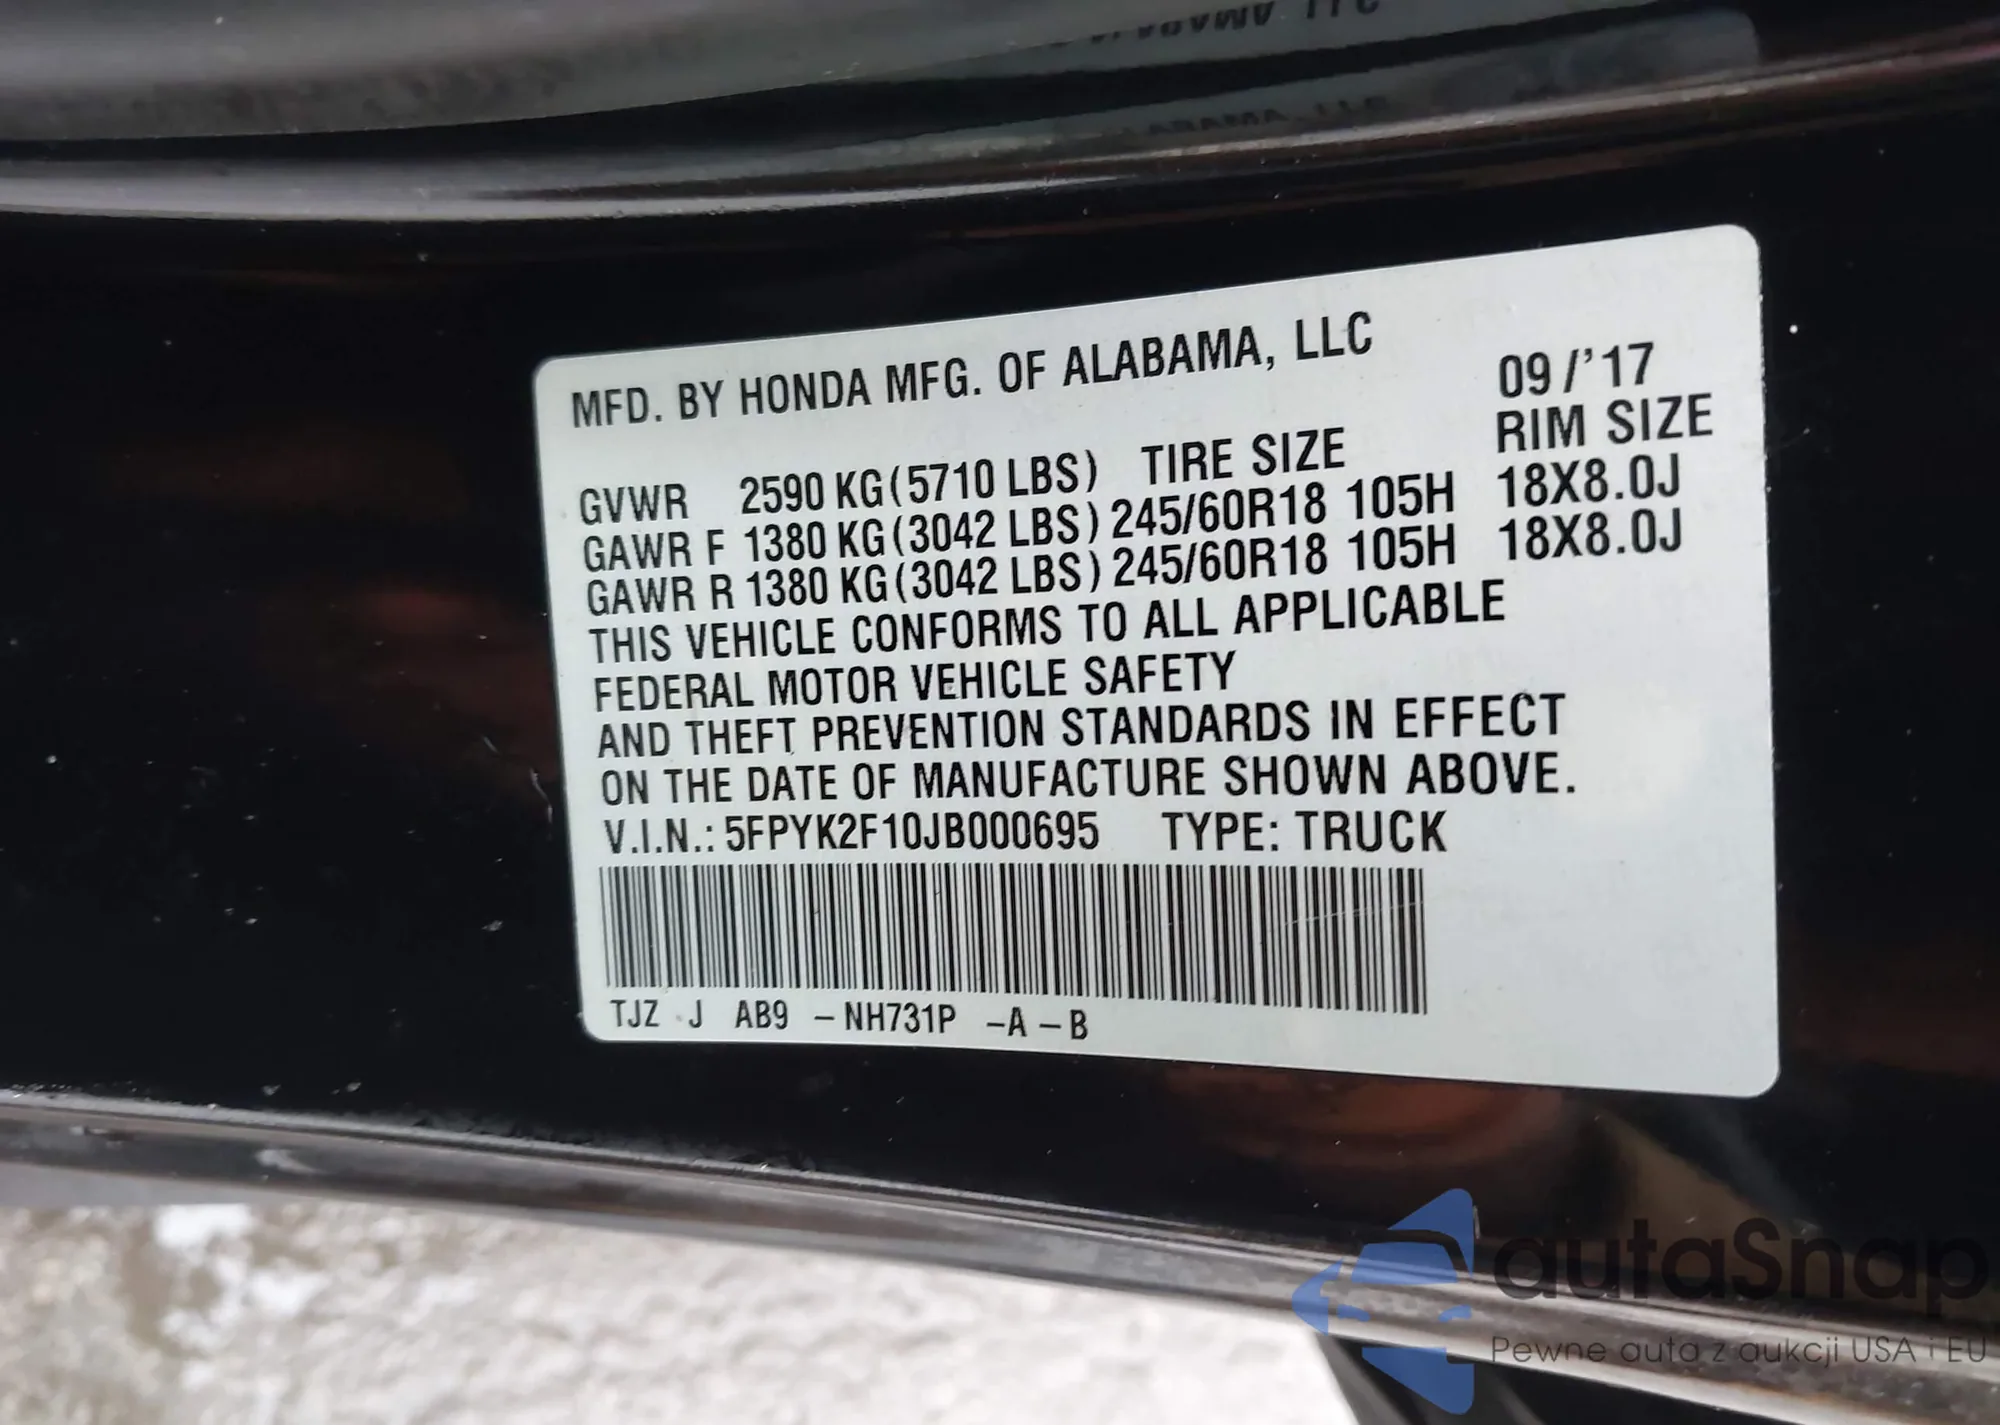 MFD. BY HONDA MFG. OF ALABAMA, LLC 09/'17
RIM SIZE
GVWR 2590 KG(5710 LBS) TIRE SIZE
GAWR F 1380 KG(3042 LBS) 245/60R18 105H 18X8.0J
GAWR R 1380 KG(3042 LBS) 245/60R18 105H 18X8.0J
THIS VEHICLE CONFORMS TO ALL APPLICABLE
FEDERAL MOTOR VEHICLE SAFETY
AND THEFT PREVENTION STANDARDS IN EFFECT
ON THE DATE OF MANUFACTURE SHOWN ABOVE.
V.I.N.: 5FPYK2F10JB000695 TYPE: TRUCK
TJZ J AB9 -NH731P -A-B
autoSnap
Pewne auta z aukcji USA i EU